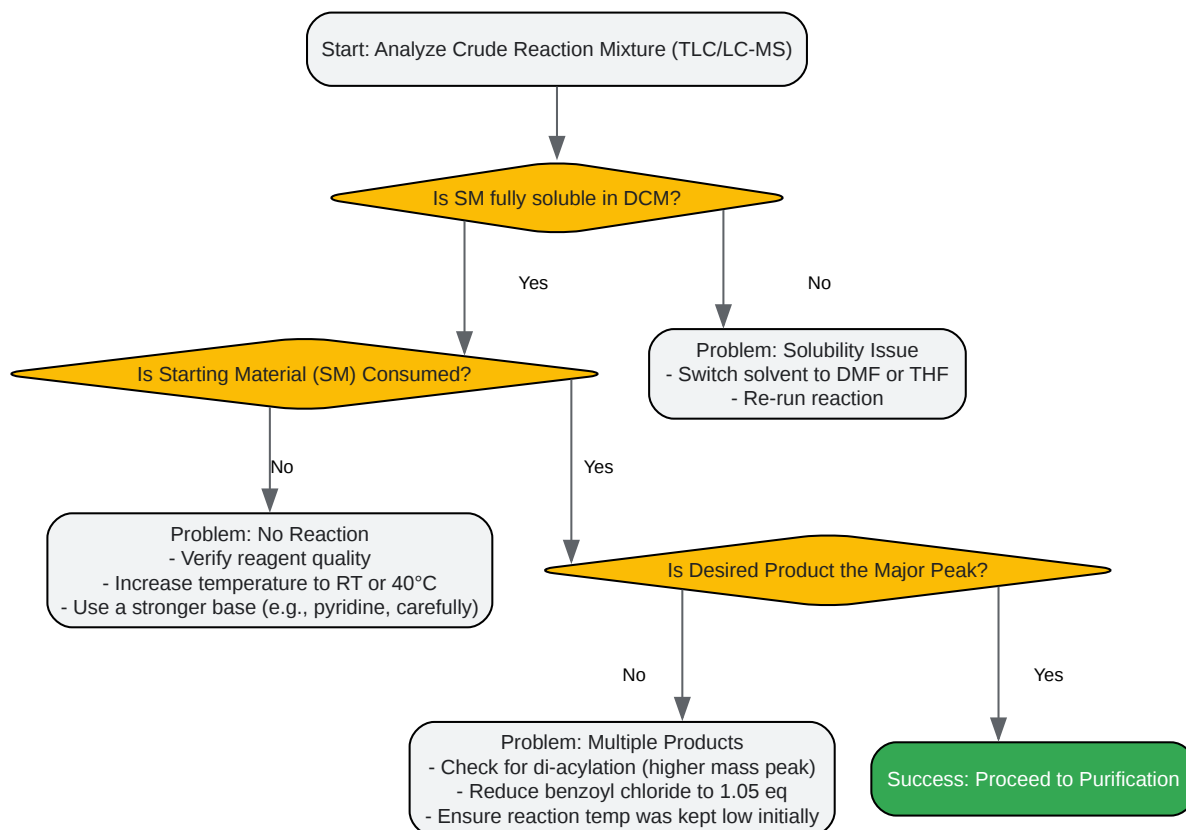 Start: Analyze Crude Reaction Mixture (TLC/LC-MS)
Is SM fully soluble in DCM?
Yes
No
Problem: Solubility Issue
- Switch solvent to DMF or THF
- Re-run reaction
Is Starting Material (SM) Consumed?
No
Yes
Problem: No Reaction
- Verify reagent quality
- Increase temperature to RT or 40°C
- Use a stronger base (e.g., pyridine, carefully)
Is Desired Product the Major Peak?
No
Yes
Problem: Multiple Products
- Check for di-acylation (higher mass peak)
- Reduce benzoyl chloride to 1.05 eq
- Ensure reaction temp was kept low initially
Success: Proceed to Purification